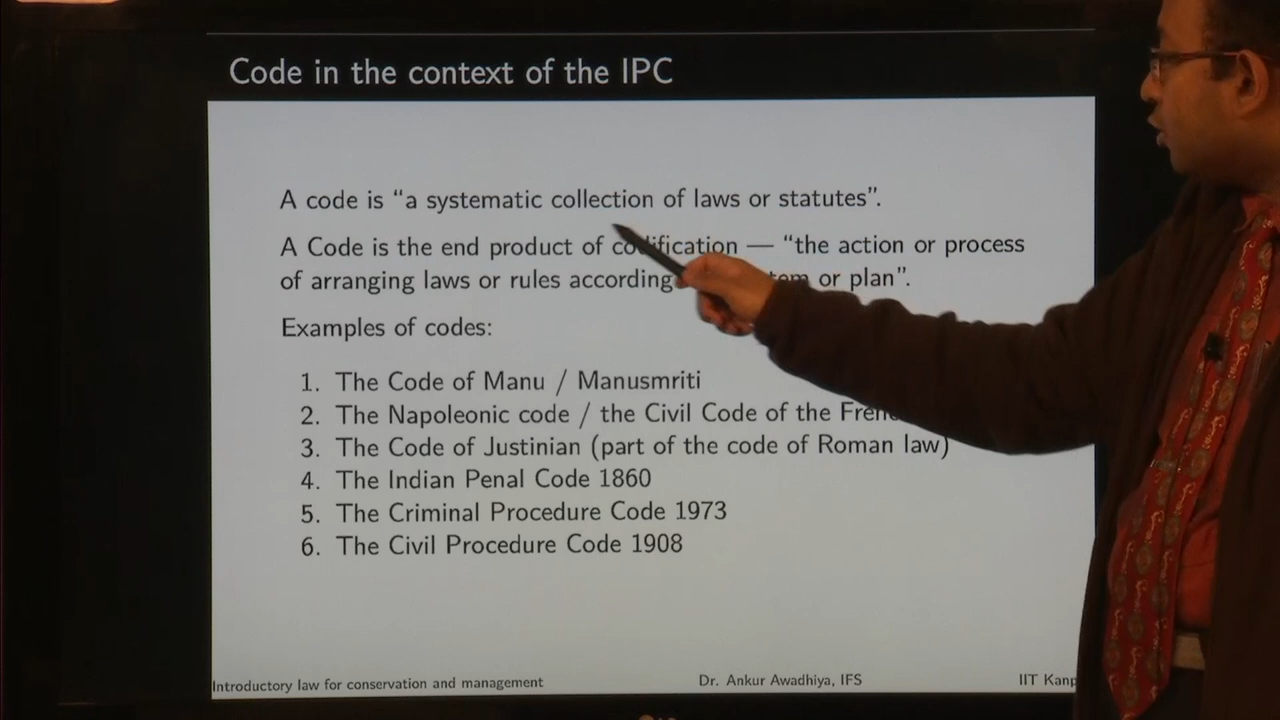 Code in the context of the IPC
A code is “a systematic collection of laws or statutes”.
A Code is the end product of codification — “the action or process
of arranging laws or rules according or plan”.
Examples of codes:
1. The Code of Manu / Manusmriti
2. The Napoleonic code / the Civil Code of the
3. The Code of Justinian (part of the code of Roman law)
4. The Indian Penal Code 1860
5. The Criminal Procedure Code 1973
6. The Civil Procedure Code 1908
Introductory law for conservation and management Dr. Ankur Awadhiya, IFS IIT